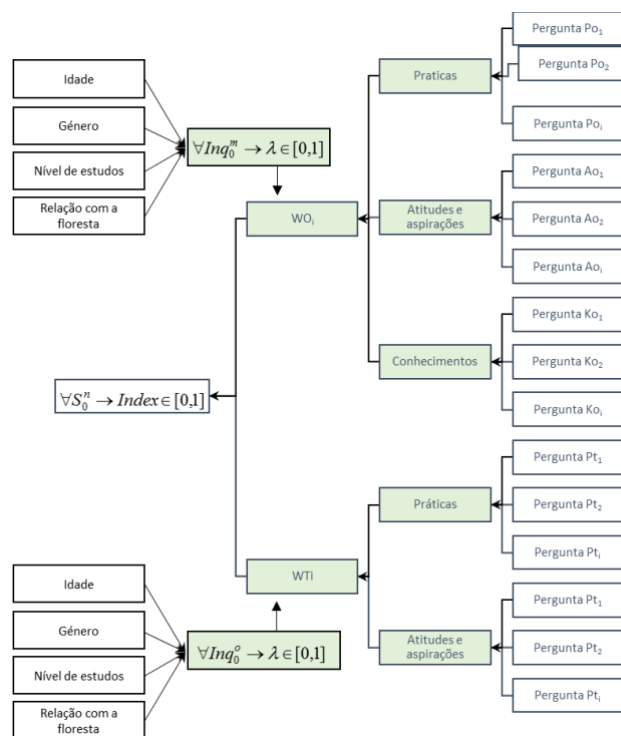 Pergunta Po1
Pergunta Po2
Pergunta Poi
Praticas
Idade
Género
Nível de estudos
Relação com a
floresta
∀Inq₀ᵐ → λ ∈ [0,1]
WOi
Pergunta Ao1
Pergunta Ao2
Pergunta Aoi
Atitudes e
aspirações
Pergunta Ko1
Pergunta Ko2
Pergunta Koi
Conhecimentos
∀S₀ⁿ → Index ∈ [0,1]
Pergunta Pt1
Pergunta Pt2
Pergunta Pti
Práticas
WTi
Idade
Género
Nível de estudos
Relação com a
floresta
∀Inq₀ᵒ → λ ∈ [0,1]
Pergunta Pt1
Pergunta Pt2
Pergunta Pti
Atitudes e
aspirações